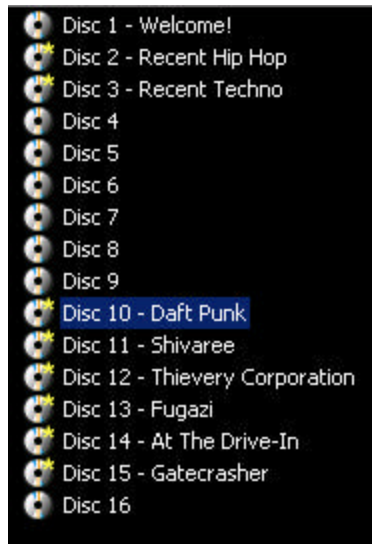 Disc 1 - Welcome!
Disc 2 - Recent Hip Hop
Disc 3 - Recent Techno
Disc 4
Disc 5
Disc 6
Disc 7
Disc 8
Disc 9
Disc 10 - Daft Punk
Disc 11 - Shivaree
Disc 12 - Thievery Corporation
Disc 13 - Fugazi
Disc 14 - At The Drive-In
Disc 15 - Gatecrasher
Disc 16